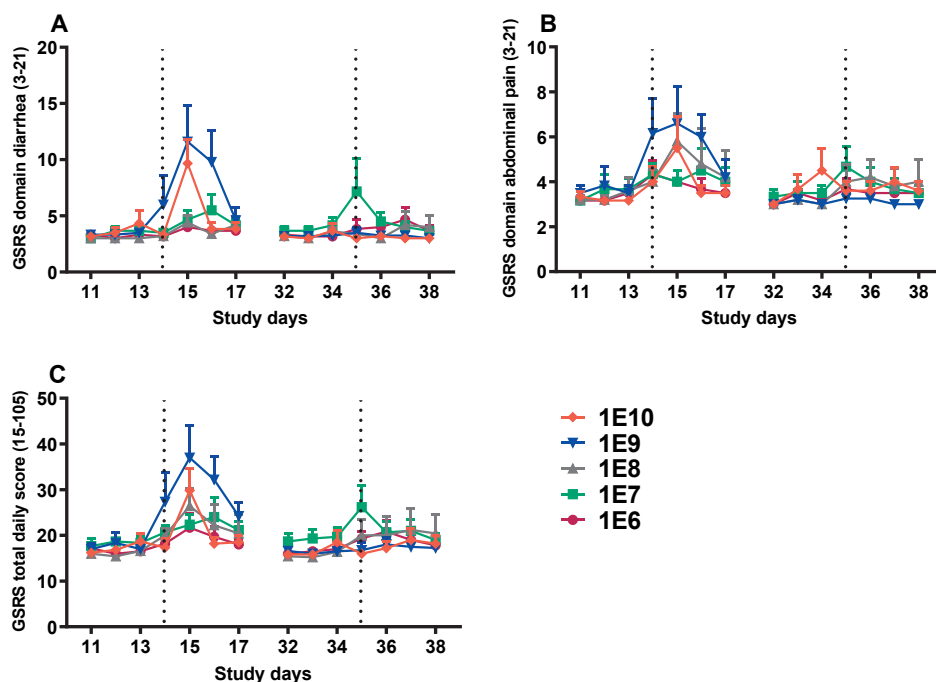 A
GSRS domain diarrhea (3-21)
20
15
10
5
0
11 13 15 17 32 34 36 38
Study days
B
GSRS domain abdominail pain (3-21)
10
8
6
4
2
0
11 13 15 17 32 34 36 38
Study days
C
GSRS total daily score (15-105)
50
40
30
20
10
0
11 13 15 17 32 34 36 38
Study days
1E10
1E9
1E8
1E7
1E6